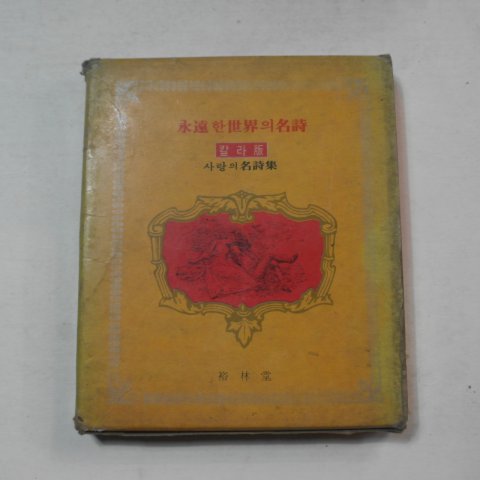 永遠한世界의名詩
칼라版
사랑의名詩集
裕林堂